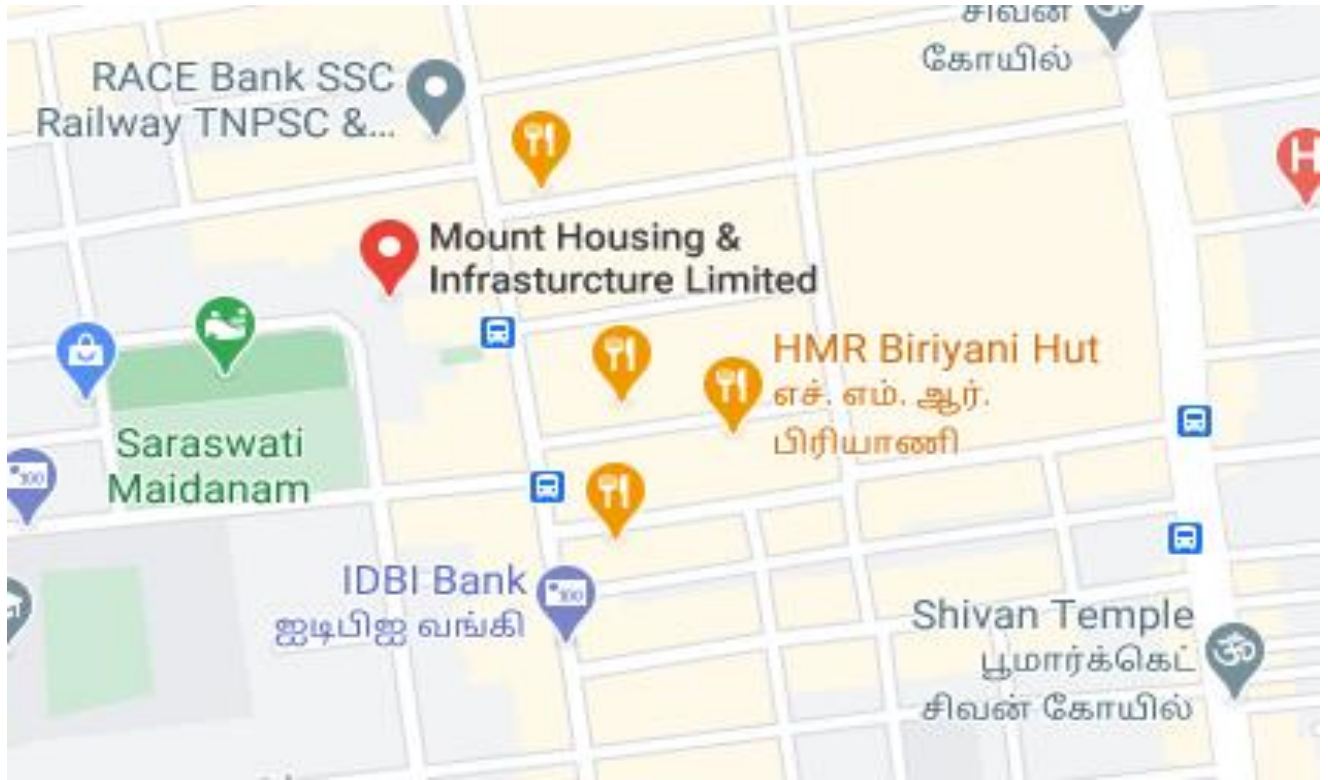 சிவன்
கோயில்
RACE Bank SSC
Railway TNPSC &...
H
Mount Housing &
Infrasturcture Limited
HMR Biriyani Hut
எச். எம். ஆர்.
பிரியாணி
Saraswati
Maidanam
IDBI Bank
ஐடிபிஐ வங்கி
Shivan Temple
பூமார்க்கெட்
சிவன் கோயில்